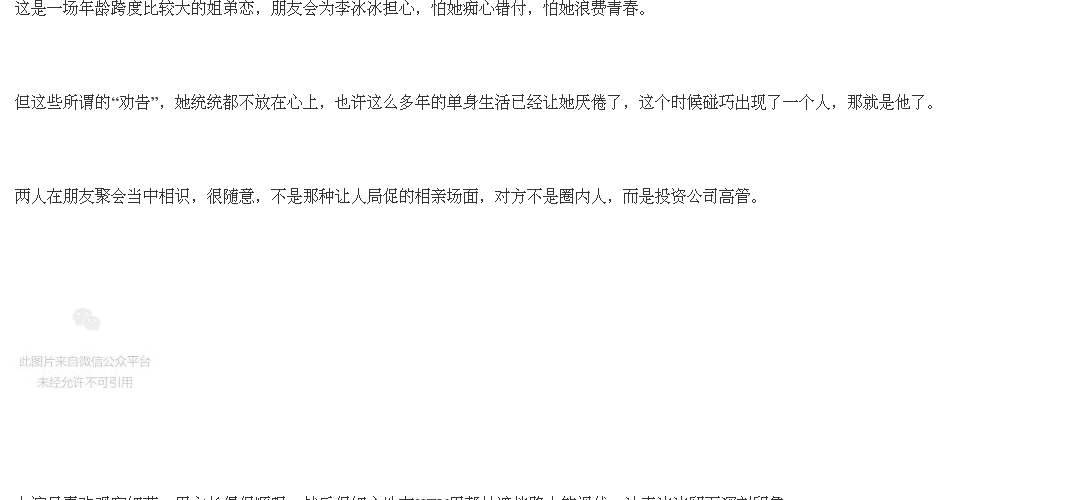 这是一场年龄跨度比较大的姐弟恋，朋友会为李冰冰担心，怕她痴心错付，怕她浪费青春。
但这些所谓的“劝告”，她统统都不放在心上，也许这么多年的单身生活已经让她厌倦了，这个时候碰巧出现了一个人，那就是他了。
两人在朋友聚会当中相识，很随意，不是那种让人局促的相亲场面，对方不是圈内人，而是投资公司高管。
此图片来自微信公众平台
未经允许不可引用